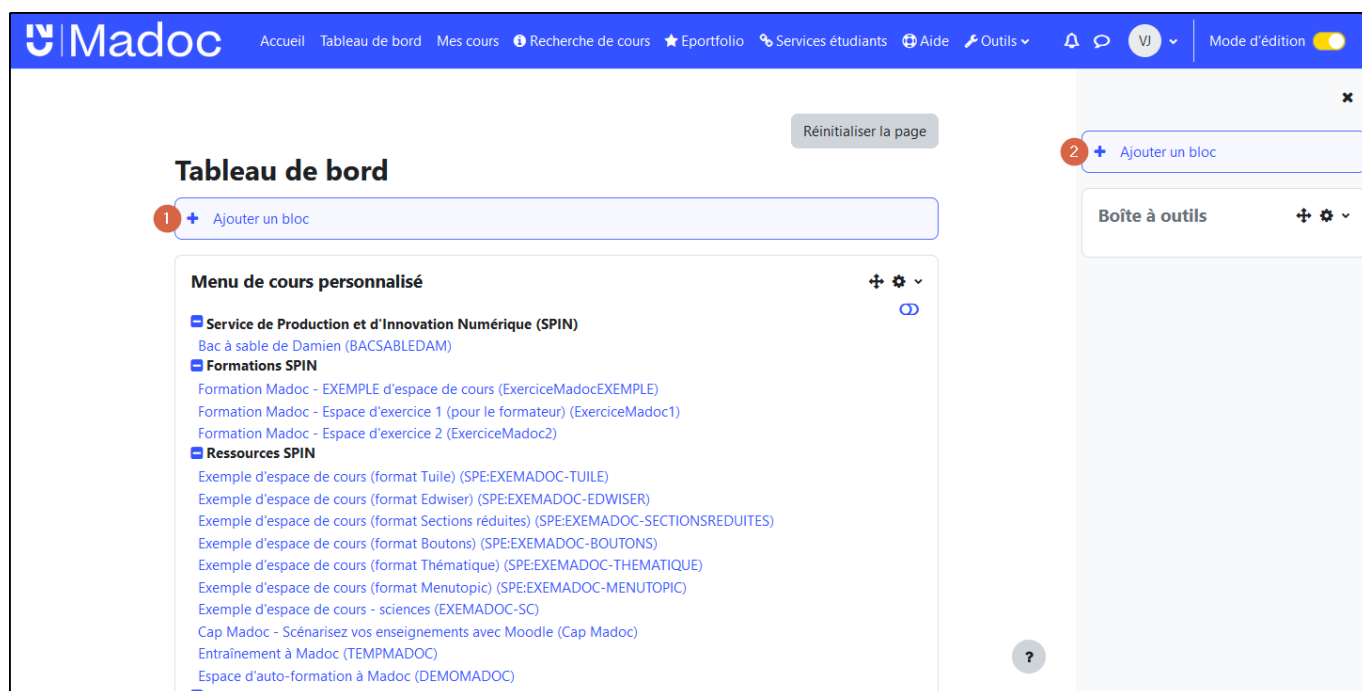 Madoc
Accueil Tableau de bord Mes cours Recherche de cours Eportfolio Services étudiants Aide Outils VJ Mode d'édition
Réinitialiser la page
Tableau de bord
1 + Ajouter un bloc
2 + Ajouter un bloc
Boîte à outils
Menu de cours personnalisé
Service de Production et d'Innovation Numérique (SPIN)
Bac à sable de Damien (BACSABLEDAM)
Formations SPIN
Formation Madoc - EXEMPLE d'espace de cours (ExerciceMadocEXEMPLE)
Formation Madoc - Espace d'exercice 1 (pour le formateur) (ExerciceMadoc1)
Formation Madoc - Espace d'exercice 2 (ExerciceMadoc2)
Ressources SPIN
Exemple d'espace de cours (format Tuile) (SPE:EXEMADOC-TUILE)
Exemple d'espace de cours (format Edwiser) (SPE:EXEMADOC-EDWISER)
Exemple d'espace de cours (format Sections réduites) (SPE:EXEMADOC-SECTIONSREDUITES)
Exemple d'espace de cours (format Boutons) (SPE:EXEMADOC-BOUTONS)
Exemple d'espace de cours (format Thématique) (SPE:EXEMADOC-THEMATIQUE)
Exemple d'espace de cours (format Menutopic) (SPE:EXEMADOC-MENUTOPIC)
Exemple d'espace de cours - sciences (EXEMADOC-SC)
Cap Madoc - Scénarisez vos enseignements avec Moodle (Cap Madoc)
Entraînement à Madoc (TEMPMADOC)
Espace d'auto-formation à Madoc (DEMOMADOC)
?